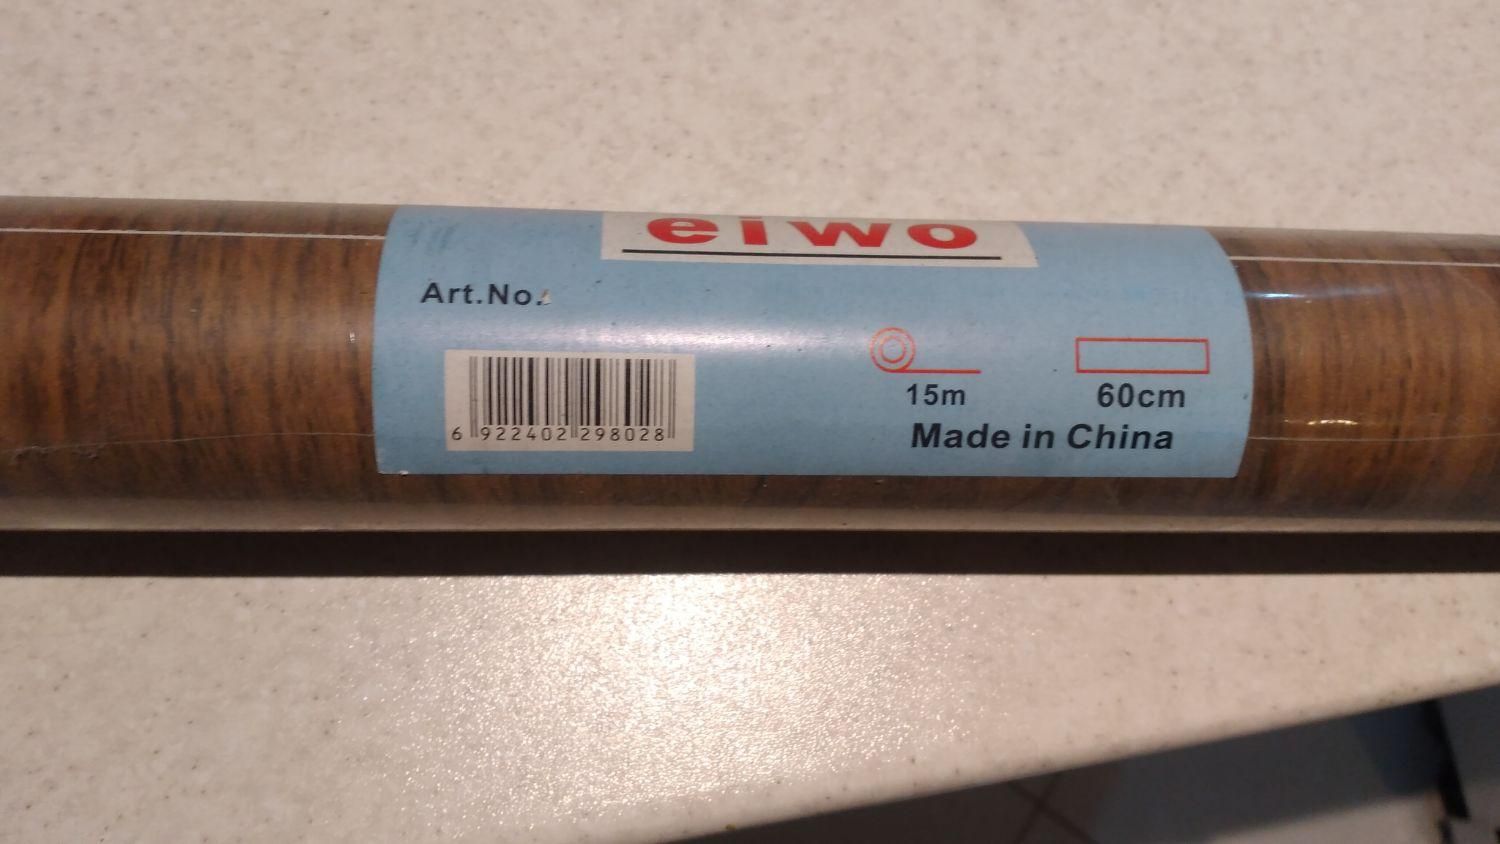 eiwo
Art.No.
15m
60cm
6 922402 298028
Made in China